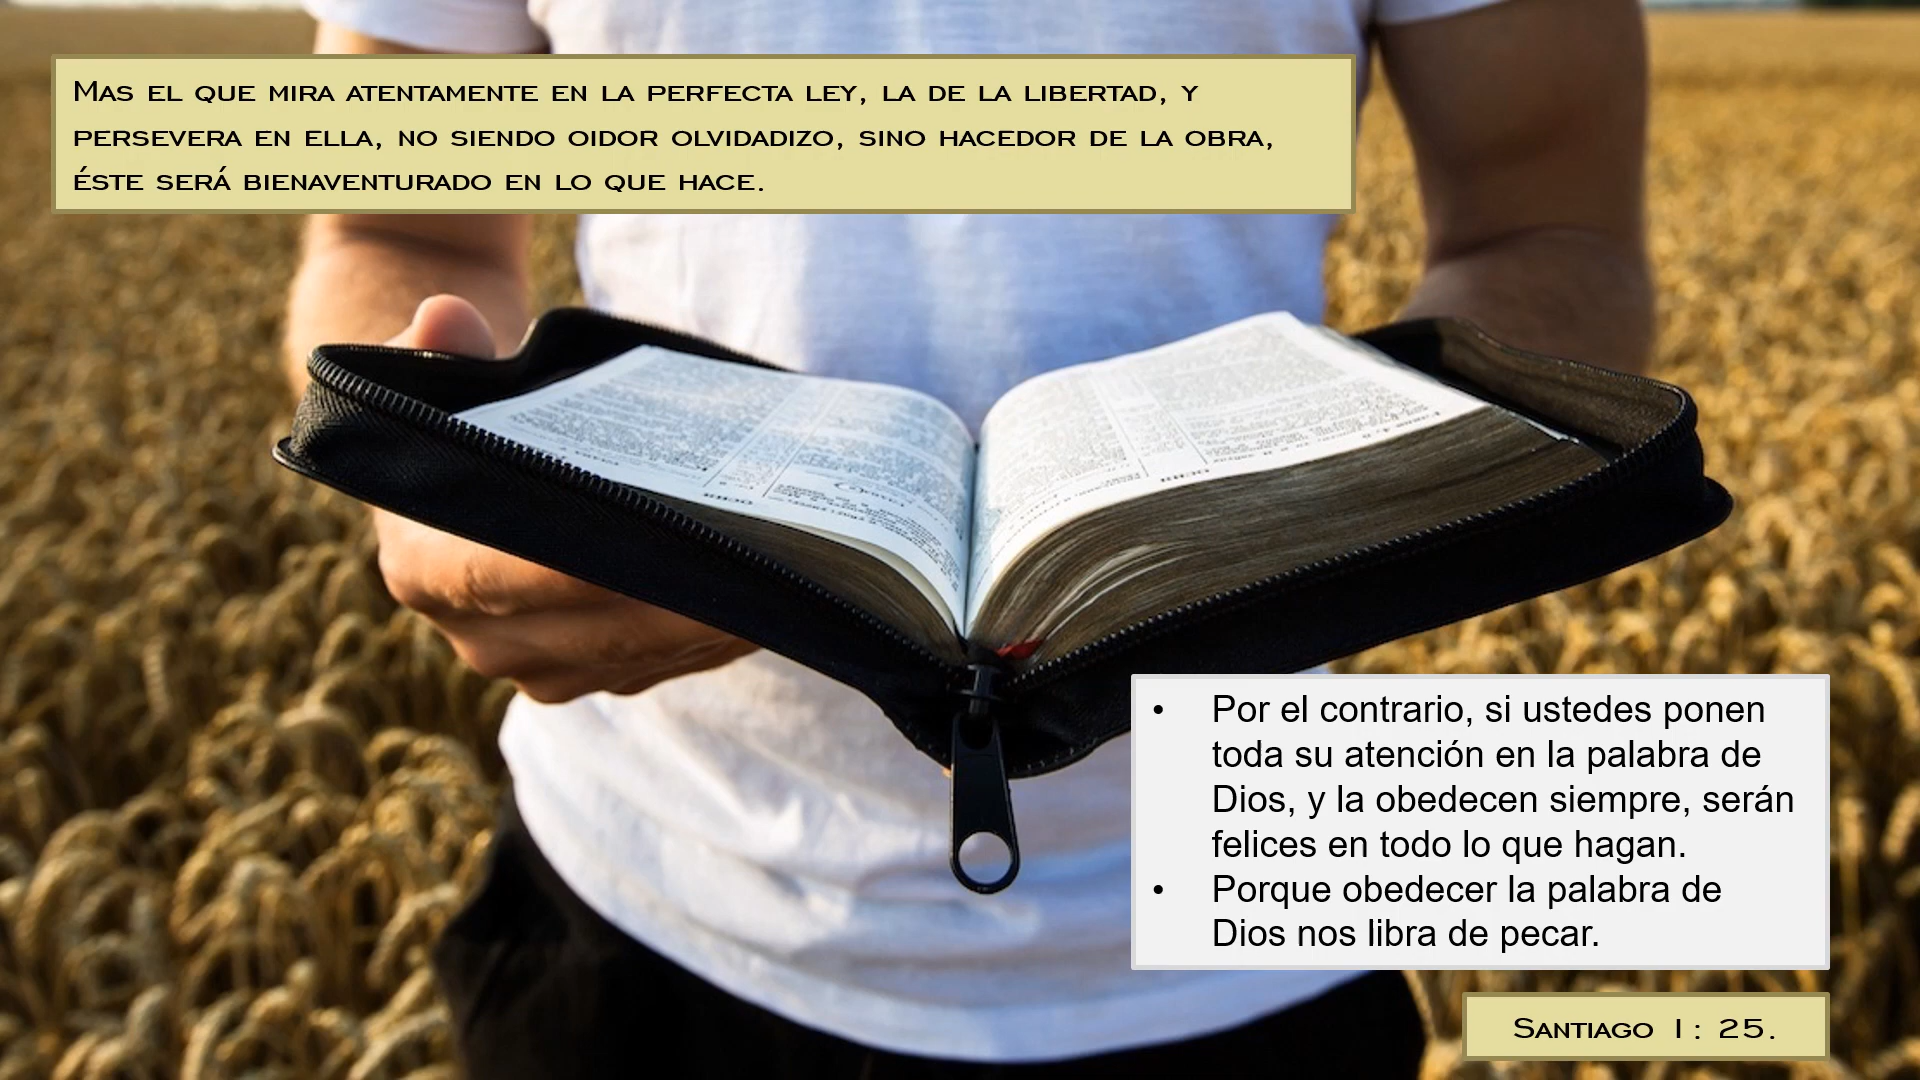 Mas el que mira atentamente en la perfecta ley, la de la libertad, y
persevera en ella, no siendo oidor olvidadizo, sino hacedor de la obra,
éste será bienaventurado en lo que hace.
• Por el contrario, si ustedes ponen
toda su atención en la palabra de
Dios, y la obedecen siempre, serán
felices en todo lo que hagan.
• Porque obedecer la palabra de
Dios nos libra de pecar.
Santiago 1: 25.